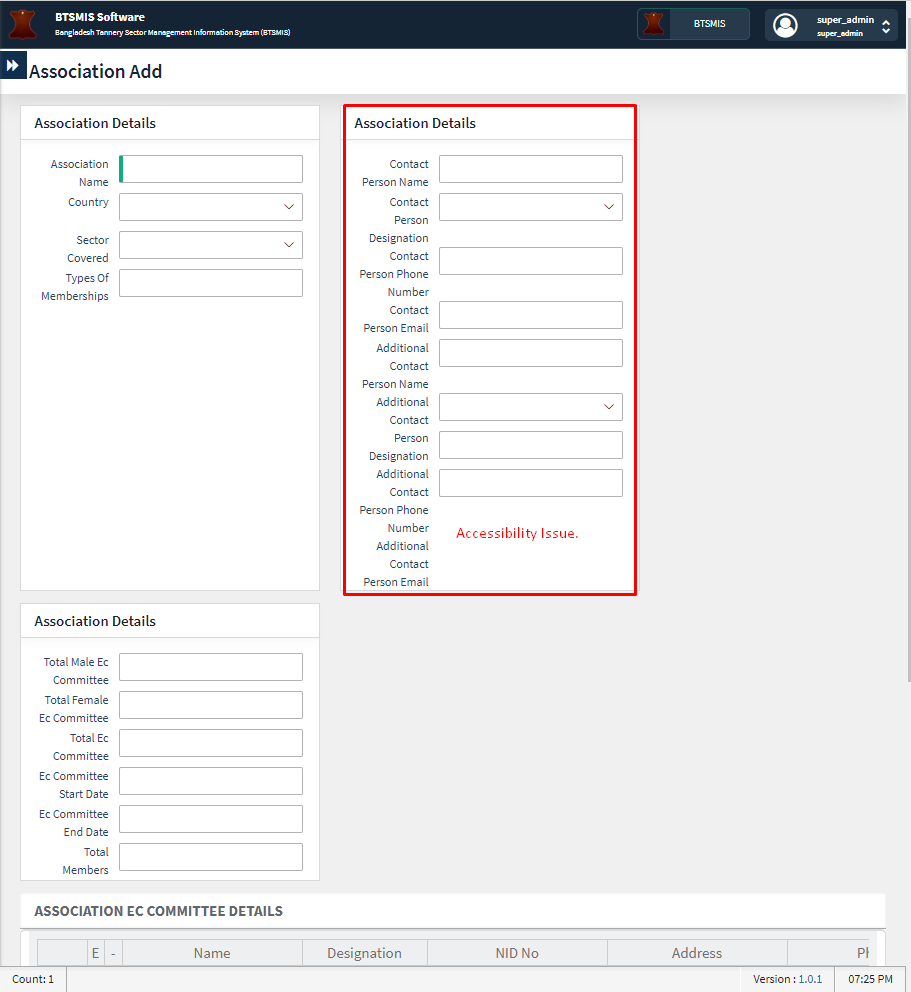 BTSMIS Software
Bangladesh Tannery Sector Management Information System (BTSMIS)
BTSMIS
super_admin
super_admin
Association Add
Association Details
Association
Name
Country
Sector
Covered
Types Of
Memberships
Association Details
Contact
Person Name
Contact
Person
Designation
Contact
Person Phone
Number
Contact
Person Email
Additional
Contact
Person Name
Additional
Contact
Person
Designation
Additional
Contact
Person Phone
Number
Additional
Contact
Person Email
Accessibility Issue.
Association Details
Total Male Ec
Committee
Total Female
Ec Committee
Total Ec
Committee
Ec Committee
Start Date
Ec Committee
End Date
Total
Members
ASSOCIATION EC COMMITTEE DETAILS
E - Name Designation NID No Address
Count: 1
Version : 1.0.1
07:25 PM